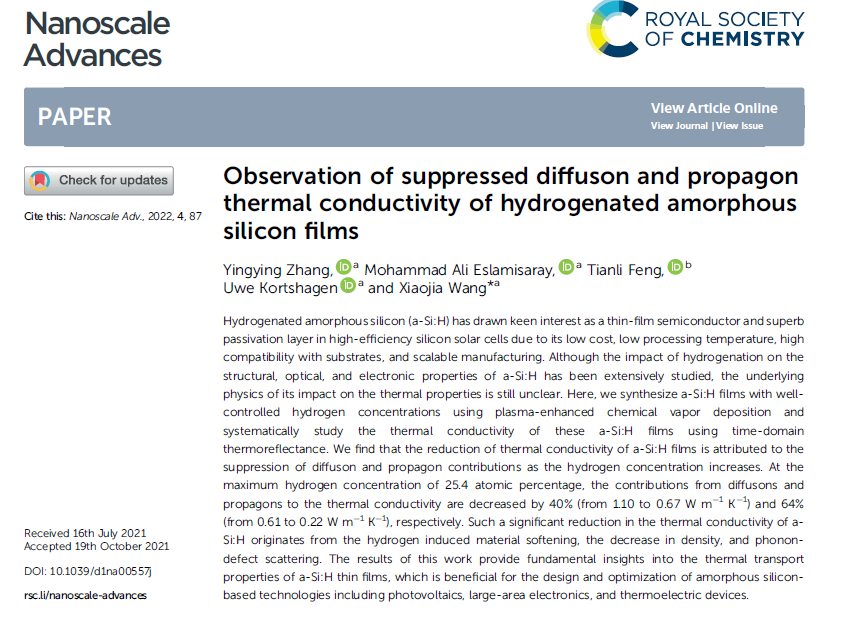 Nanoscale
Advances
ROYAL SOCIETY
OF CHEMISTRY
PAPER
View Article Online
View Journal | View Issue
Check for updates
Cite this: Nanoscale Adv., 2022, 4, 87
Observation of suppressed diffuson and propagon
thermal conductivity of hydrogenated amorphous
silicon films
Yingying Zhang, iD a Mohammad Ali Eslamisaray, iD a Tianli Feng, iD b
Uwe Kortshagen iD a and Xiaojia Wang*a
Hydrogenated amorphous silicon (a-Si:H) has drawn keen interest as a thin-film semiconductor and superb
passivation layer in high-efficiency silicon solar cells due to its low cost, low processing temperature, high
compatibility with substrates, and scalable manufacturing. Although the impact of hydrogenation on the
structural, optical, and electronic properties of a-Si:H has been extensively studied, the underlying
physics of its impact on the thermal properties is still unclear. Here, we synthesize a-Si:H films with well-
controlled hydrogen concentrations using plasma-enhanced chemical vapor deposition and
systematically study the thermal conductivity of these a-Si:H films using time-domain
thermoreflectance. We find that the reduction of thermal conductivity of a-Si:H films is attributed to the
suppression of diffuson and propagon contributions as the hydrogen concentration increases. At the
maximum hydrogen concentration of 25.4 atomic percentage, the contributions from diffusons and
propagons to the thermal conductivity are decreased by 40% (from 1.10 to 0.67 W m⁻¹ K⁻¹) and 64%
(from 0.61 to 0.22 W m⁻¹ K⁻¹), respectively. Such a significant reduction in the thermal conductivity of a-
Si:H originates from the hydrogen induced material softening, the decrease in density, and phonon-
defect scattering. The results of this work provide fundamental insights into the thermal transport
properties of a-Si:H thin films, which is beneficial for the design and optimization of amorphous silicon-
based technologies including photovoltaics, large-area electronics, and thermoelectric devices.
Received 16th July 2021
Accepted 19th October 2021
DOI: 10.1039/d1na00557j
rsc.li/nanoscale-advances